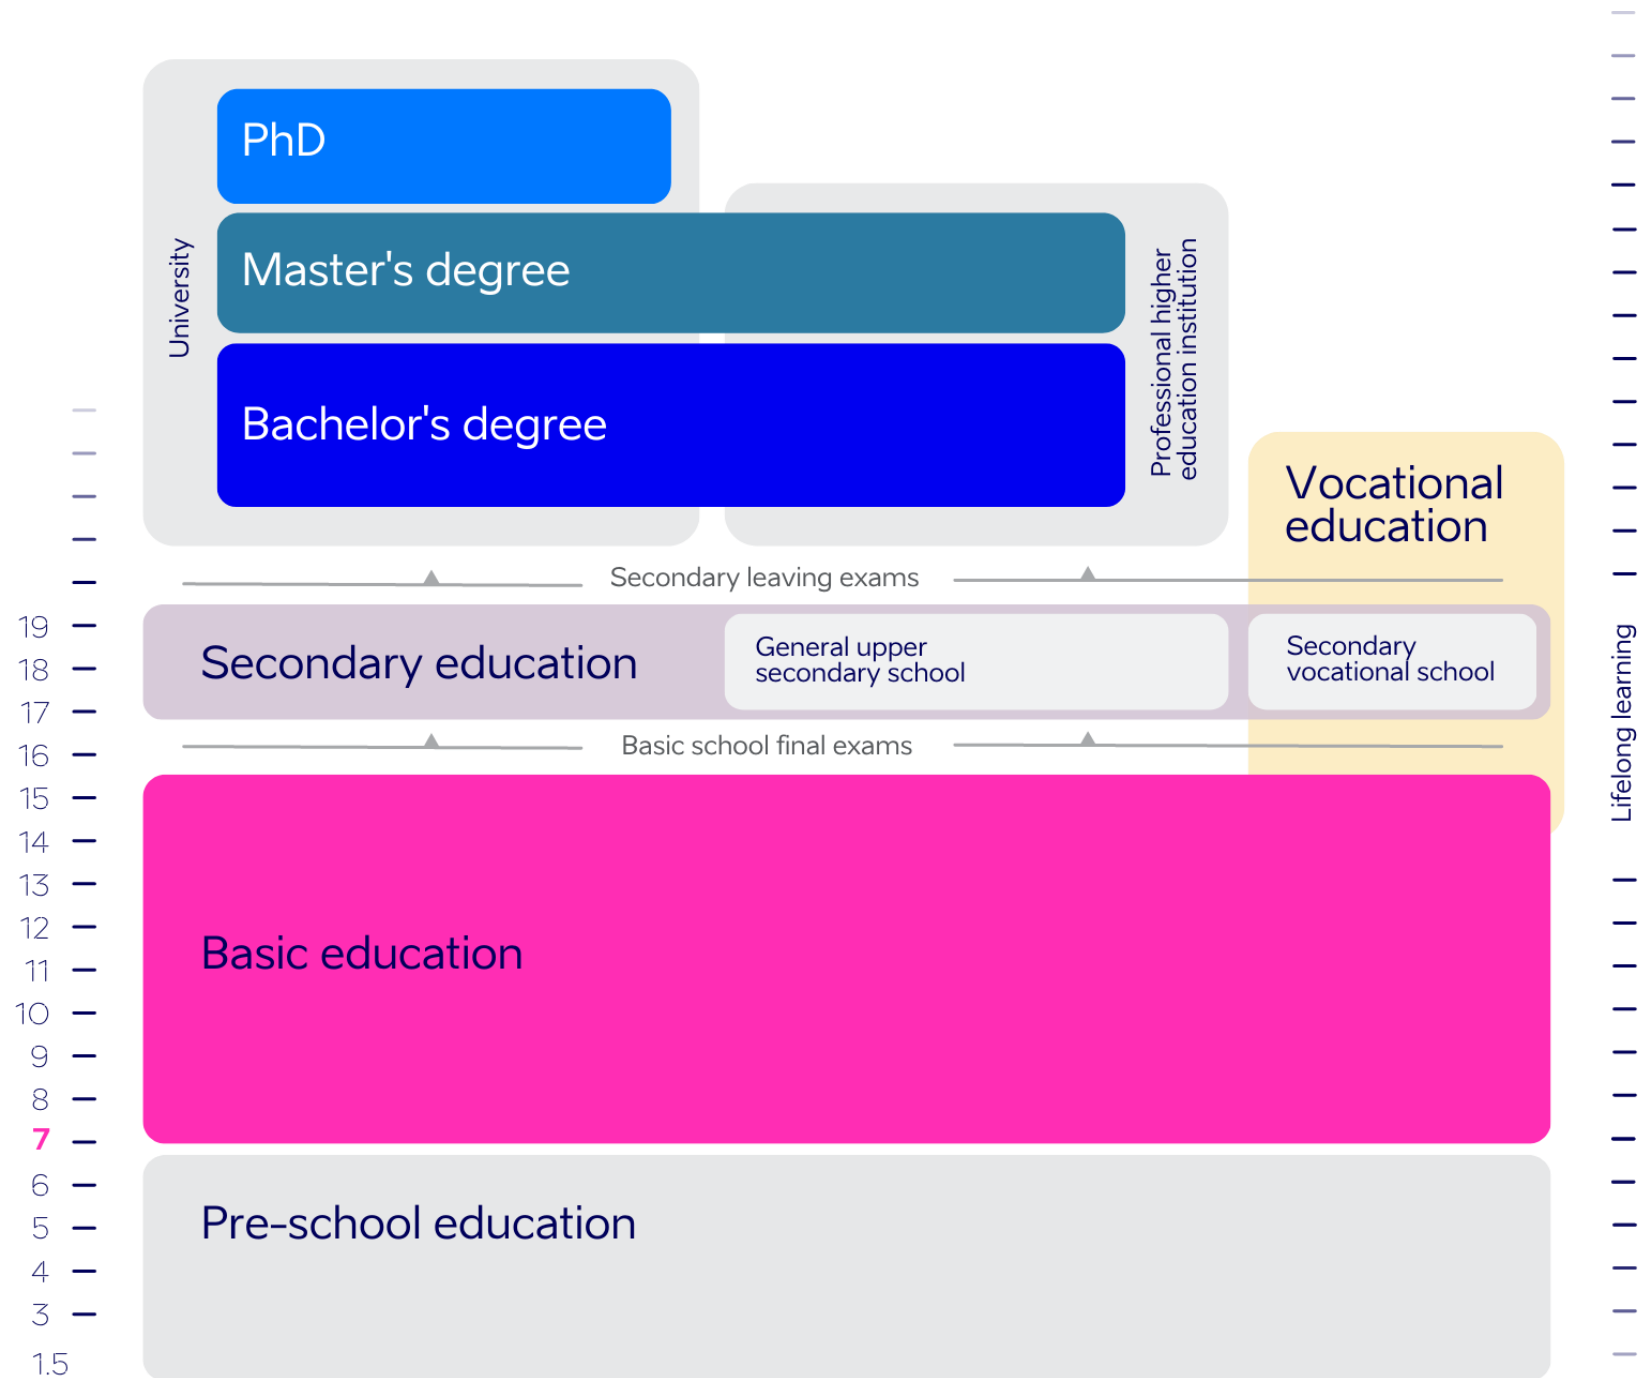 PhD
Master's degree
Bachelor's degree
University
Professional higher
education institution
Vocational
education
Secondary leaving exams
Secondary education
General upper
secondary school
Secondary
vocational school
Basic school final exams
Basic education
Pre-school education
19
18
17
16
15
14
13
12
11
10
9
8
7
6
5
4
3
1.5
Lifelong learning